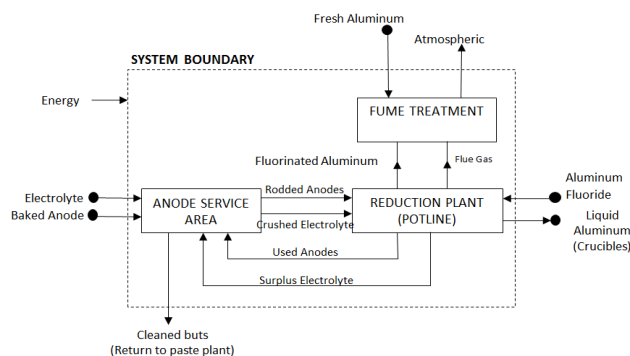 Fresh Aluminum
Atmospheric
SYSTEM BOUNDARY
Energy
FUME TREATMENT
Fluorinated Aluminum
Flue Gas
Electrolyte
Baked Anode
ANODE SERVICE
AREA
Rodded Anodes
Crushed Electrolyte
REDUCTION PLANT
(POTLINE)
Aluminum
Fluoride
Liquid
Aluminum
(Crucibles)
Used Anodes
Surplus Electrolyte
Cleaned buts
(Return to paste plant)